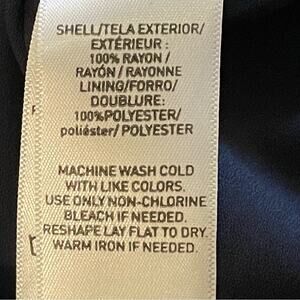 SHELL/TELA EXTERIOR/
EXTÉRIEUR :
100% RAYON /
RAYÓN / RAYONNE
LINING/FORRO/
DOUBLURE:
100%POLYESTER/
poliéster/ POLYESTER
MACHINE WASH COLD
WITH LIKE COLORS.
USE ONLY NON-CHLORINE
BLEACH IF NEEDED.
RESHAPE LAY FLAT TO DRY.
WARM IRON IF NEEDED.